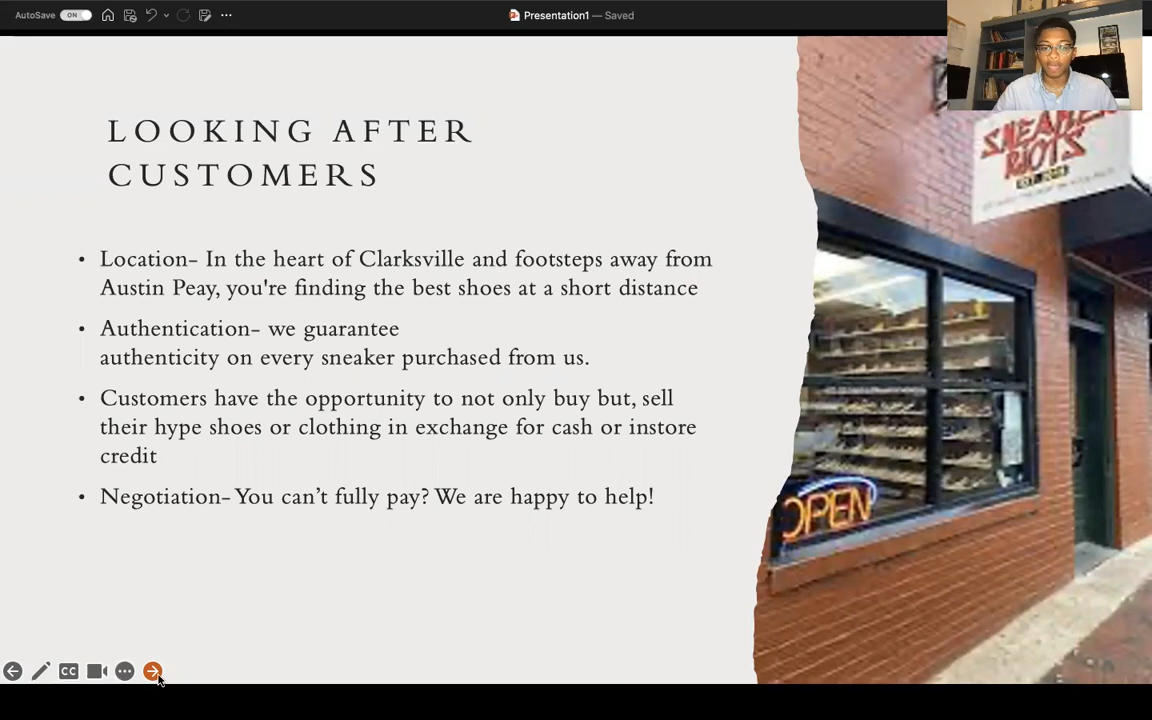 AutoSave ON
Presentation1 — Saved
LOOKING AFTER
CUSTOMERS
• Location- In the heart of Clarksville and footsteps away from
Austin Peay, you're finding the best shoes at a short distance
• Authentication- we guarantee
authenticity on every sneaker purchased from us.
• Customers have the opportunity to not only buy but, sell
their hype shoes or clothing in exchange for cash or instore
credit
• Negotiation- You can’t fully pay? We are happy to help!
SNEAKER
RIOTS
OPEN
CC